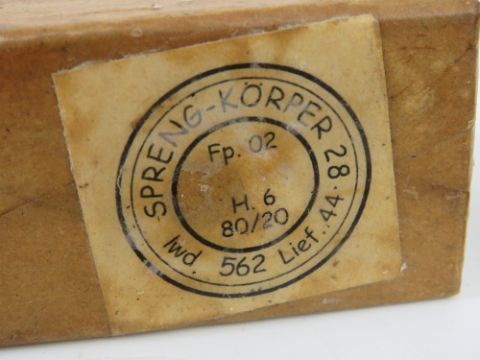 SPRENG-KÖRPER 28
Fp. 02
H. 6
80/20
lwd. 562 Lief. 44.